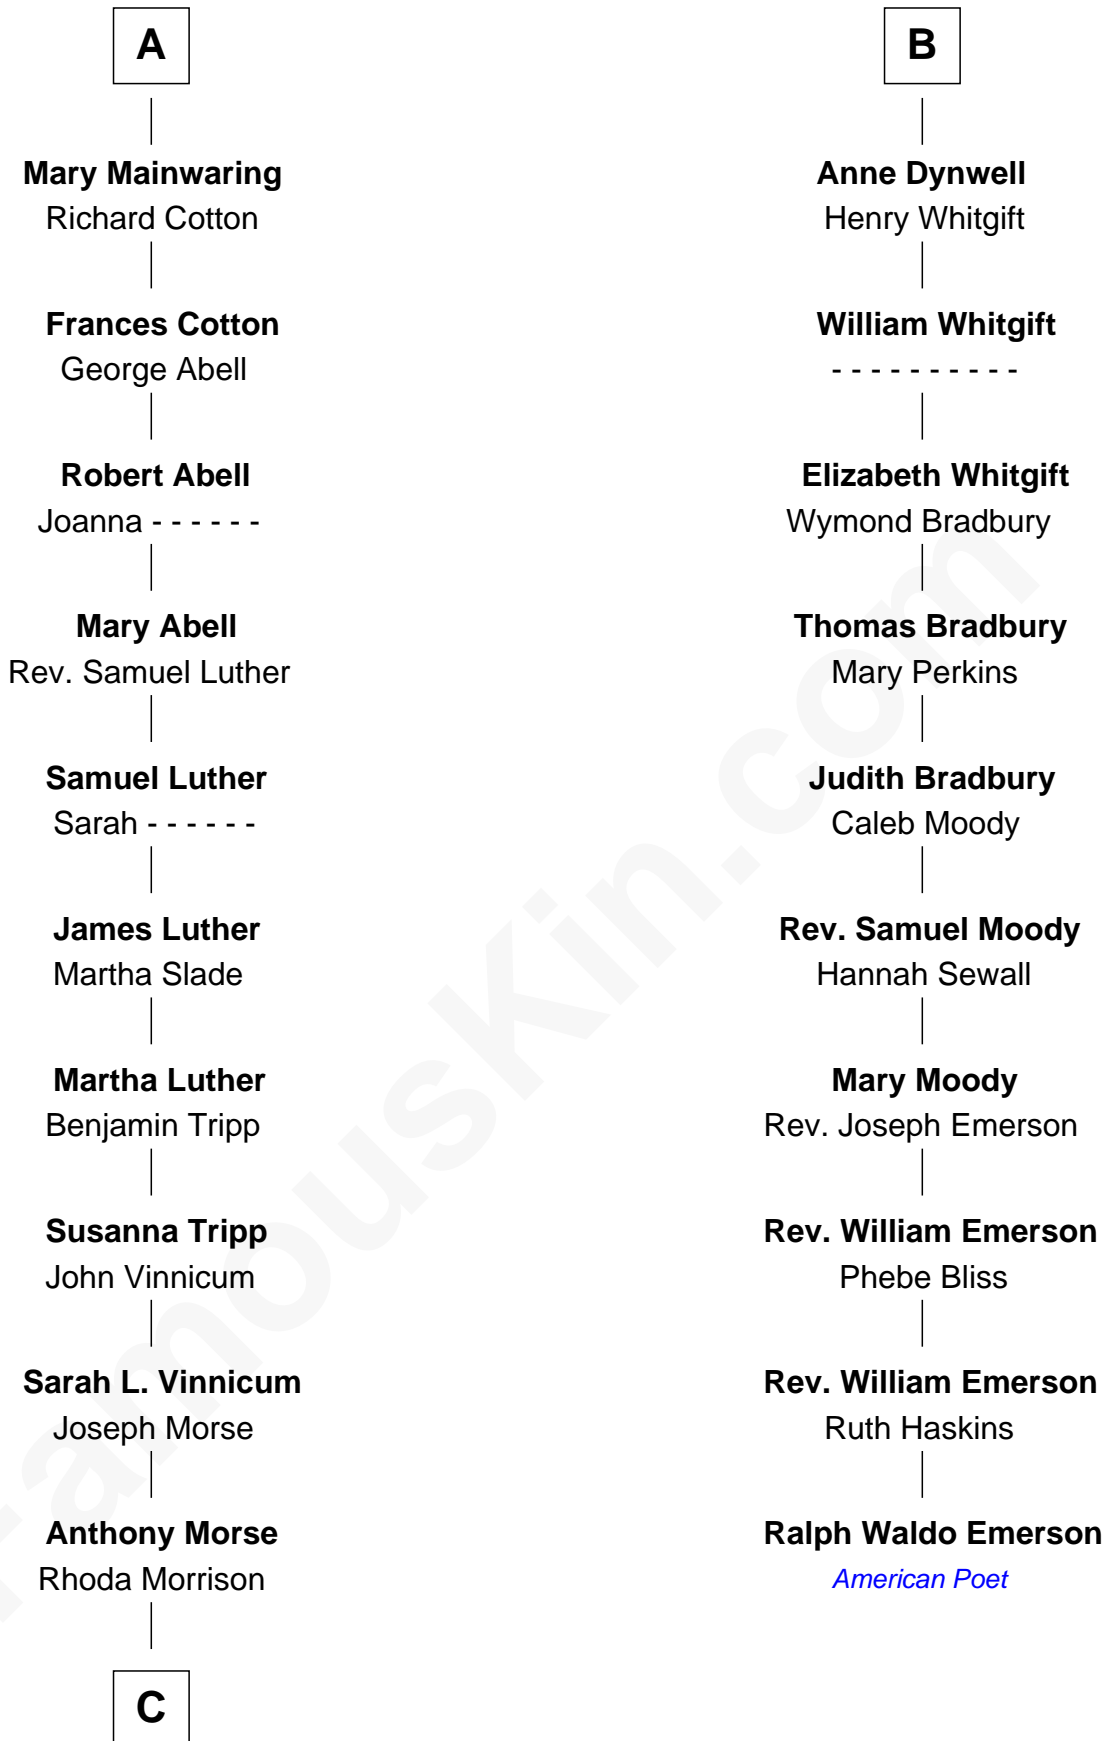 A
Mary Mainwaring
Richard Cotton
Frances Cotton
George Abell
Robert Abell
Joanna - - - - - -
Mary Abell
Rev. Samuel Luther
Samuel Luther
Sarah - - - - - -
James Luther
Martha Slade
Martha Luther
Benjamin Tripp
Susanna Tripp
John Vinnicum
Sarah L. Vinnicum
Joseph Morse
Anthony Morse
Rhoda Morrison
C
B
Anne Dynwell
Henry Whitgift
William Whitgift
- - - - - - - - - -
Elizabeth Whitgift
Wymond Bradbury
Thomas Bradbury
Mary Perkins
Judith Bradbury
Caleb Moody
Rev. Samuel Moody
Hannah Sewall
Mary Moody
Rev. Joseph Emerson
Rev. William Emerson
Phebe Bliss
Rev. William Emerson
Ruth Haskins
Ralph Waldo Emerson
American Poet
FamousKin.com